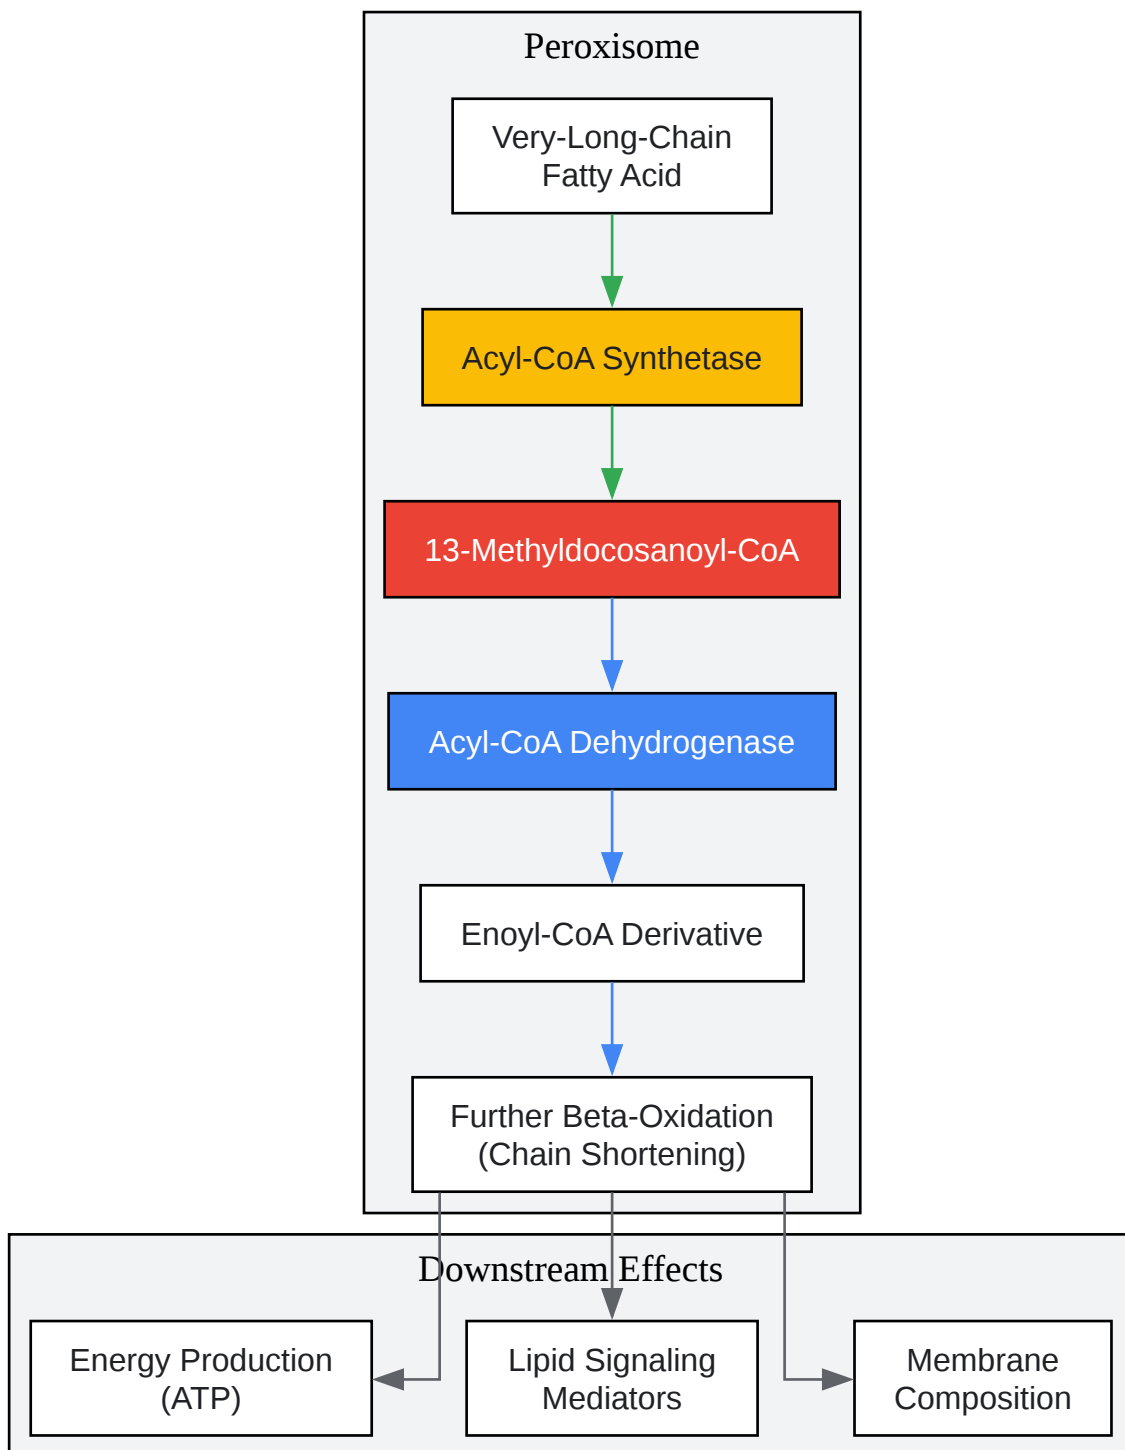 Peroxisome
Very-Long-Chain
Fatty Acid
Acyl-CoA Synthetase
13-Methyldocosanoyl-CoA
Acyl-CoA Dehydrogenase
Enoyl-CoA Derivative
Further Beta-Oxidation
(Chain Shortening)
Downstream Effects
Energy Production
(ATP)
Lipid Signaling
Mediators
Membrane
Composition